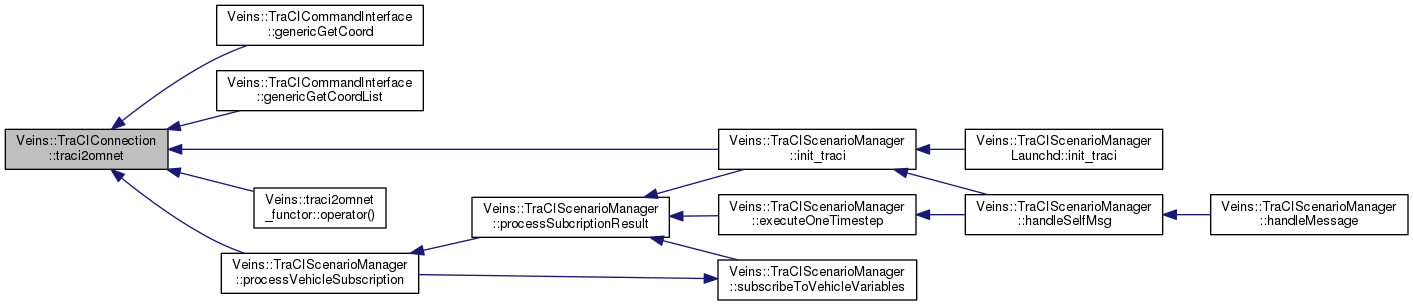 Veins::TraCICommandInterface
::genericGetCoord
Veins::TraCICommandInterface
::genericGetCoordList
Veins::TraCIConnection
::traci2omnet
Veins::TraCIScenarioManager
::init_traci
Veins::TraCIScenarioManager
Launchd::init_traci
Veins::traci2omnet
_functor::operator()
Veins::TraCIScenarioManager
::processSubcriptionResult
Veins::TraCIScenarioManager
::executeOneTimestep
Veins::TraCIScenarioManager
::handleSelfMsg
Veins::TraCIScenarioManager
::handleMessage
Veins::TraCIScenarioManager
::processVehicleSubscription
Veins::TraCIScenarioManager
::subscribeToVehicleVariables